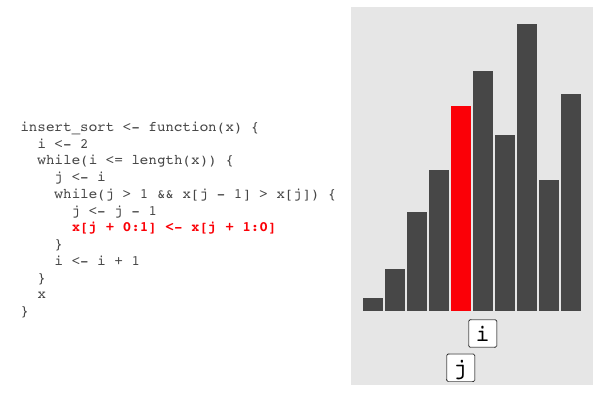 insert_sort <- function(x) {
  i <- 2
  while(i <= length(x)) {
    j <- i
    while(j > 1 && x[j - 1] > x[j]) {
      j <- j - 1
      x[j + 0:1] <- x[j + 1:0]
    }
    i <- i + 1
  }
  x
}
i
j